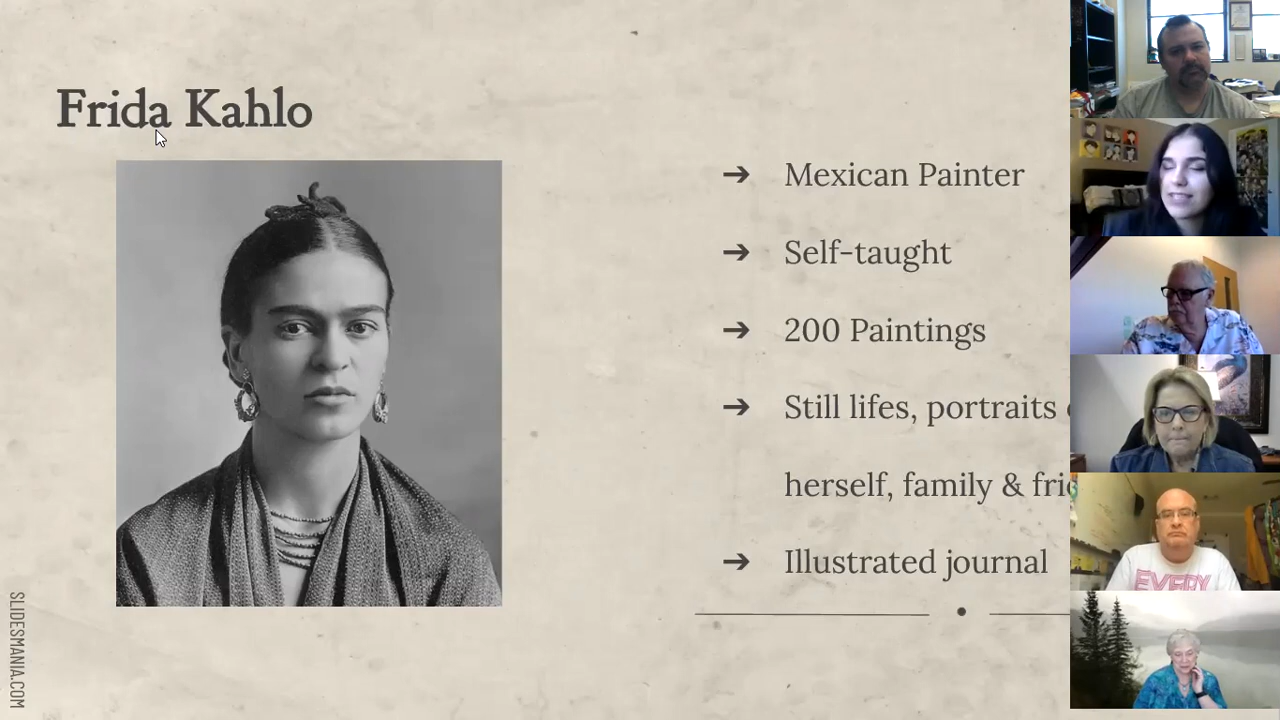 Frida Kahlo
➔ Mexican Painter
➔ Self-taught
➔ 200 Paintings
➔ Still lifes, portraits
herself, family &
➔ Illustrated journal
SLIDESMANIA.COM
EVERY